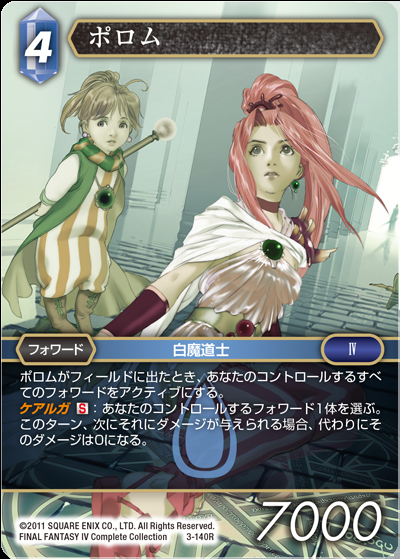 4
ポロム
フォワード
白魔道士
Ⅳ
ポロムがフィールドに出たとき、あなたのコントロールするすべ
てのフォワードをアクティブにする。
ケアルガ S：あなたのコントロールするフォワード1体を選ぶ。
このターン、次にそれにダメージが与えられる場合、代わりにそ
のダメージは0になる。
©2011 SQUARE ENIX CO., LTD. All Rights Reserved.
FINAL FANTASY IV Complete Collection 3-140R
7000